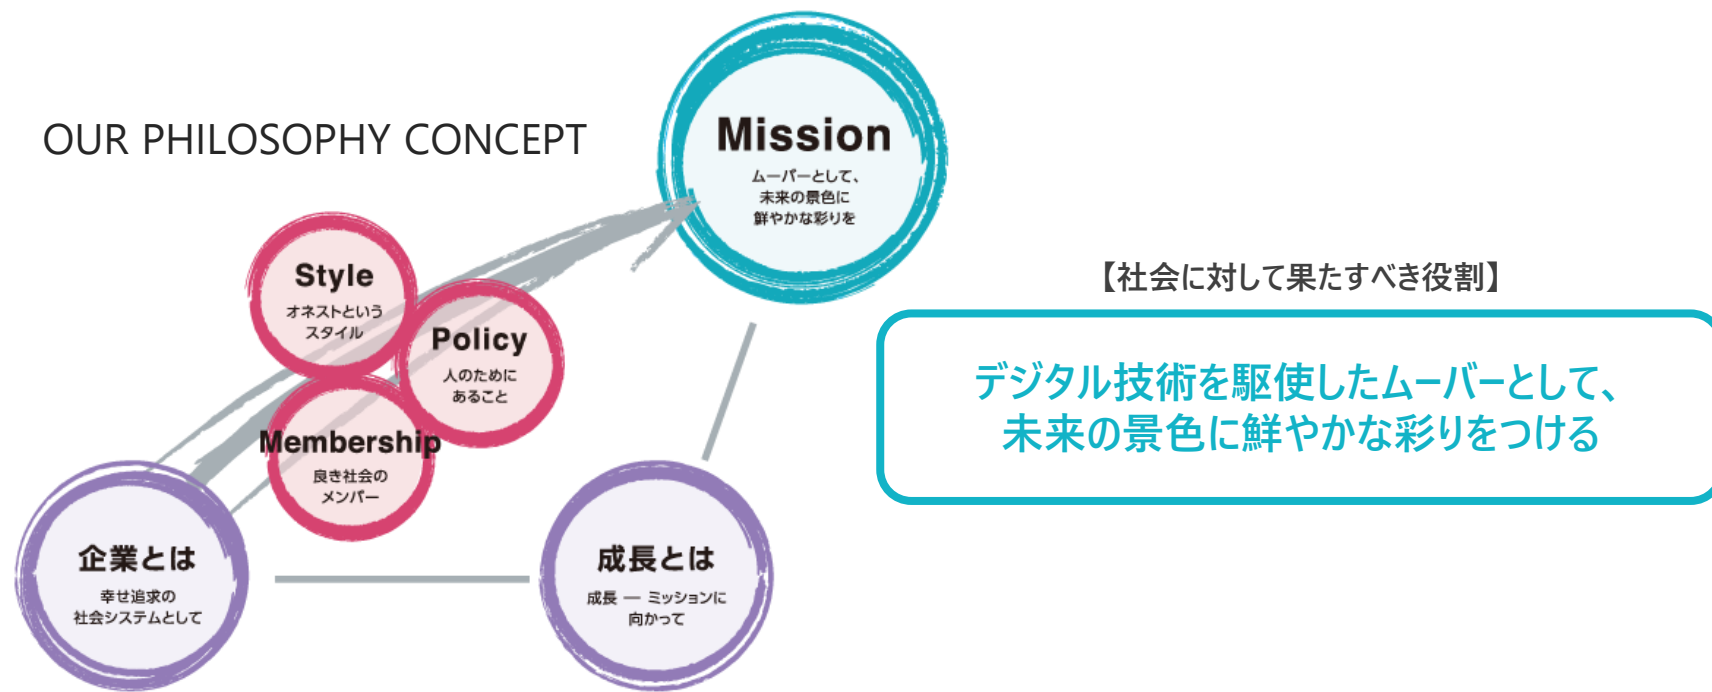 OUR PHILOSOPHY CONCEPT
Mission
ムーバーとして、
未来の景色に
鮮やかな彩りを
Style
オネストという
スタイル
Policy
人のために
あること
Membership
良き社会の
メンバー
企業とは
幸せ追求の
社会システムとして
成長とは
成長 ― ミッションに
向かって
【社会に対して果たすべき役割】
デジタル技術を駆使したムーバーとして、
未来の景色に鮮やかな彩りをつける